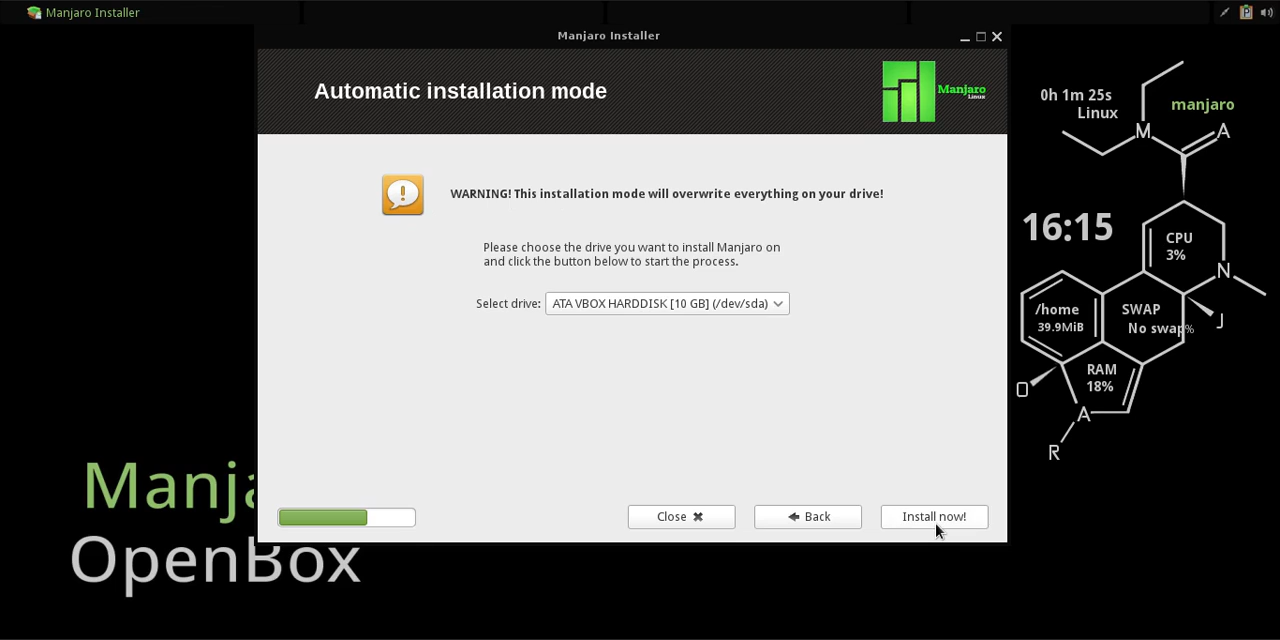 Manjaro Installer
Manjaro Installer
Automatic installation mode
Manjaro
Linux
WARNING! This installation mode will overwrite everything on your drive!
Please choose the drive you want to install Manjaro on
and click the button below to start the process.
Select drive: ATA VBOX HARDDISK [10 GB] (/dev/sda)
Close
Back
Install now!
Manja
OpenBox
0h 1m 25s
Linux
manjaro
M
A
16:15
CPU
3%
N
/home
39.9MiB
SWAP
No swap%
J
RAM
18%
O
A
R